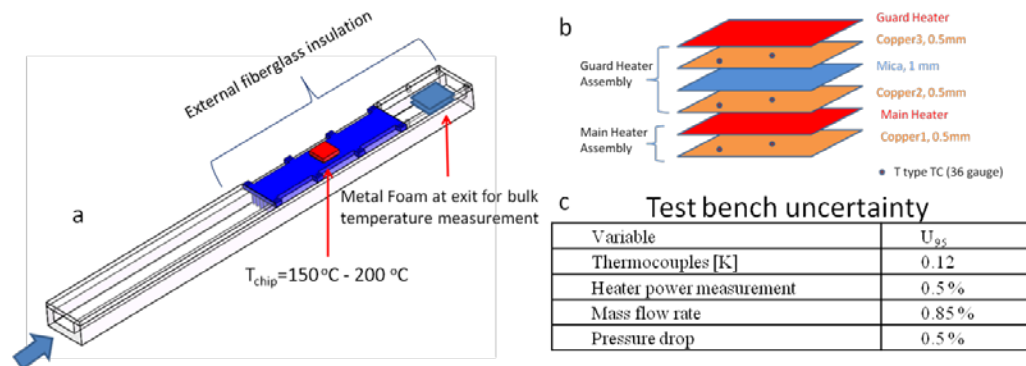 a
External fiberglass insulation
Metal Foam at exit for bulk
temperature measurement
Tchip=150 °C - 200 °C
b
Guard Heater
Copper3, 0.5mm
Guard Heater
Assembly
Mica, 1 mm
Copper2, 0.5mm
Main Heater
Main Heater
Assembly
Copper1, 0.5mm
T type TC (36 gauge)
c Test bench uncertainty
Variable U95
Thermocouples [K] 0.12
Heater power measurement 0.5 %
Mass flow rate 0.85 %
Pressure drop 0.5 %